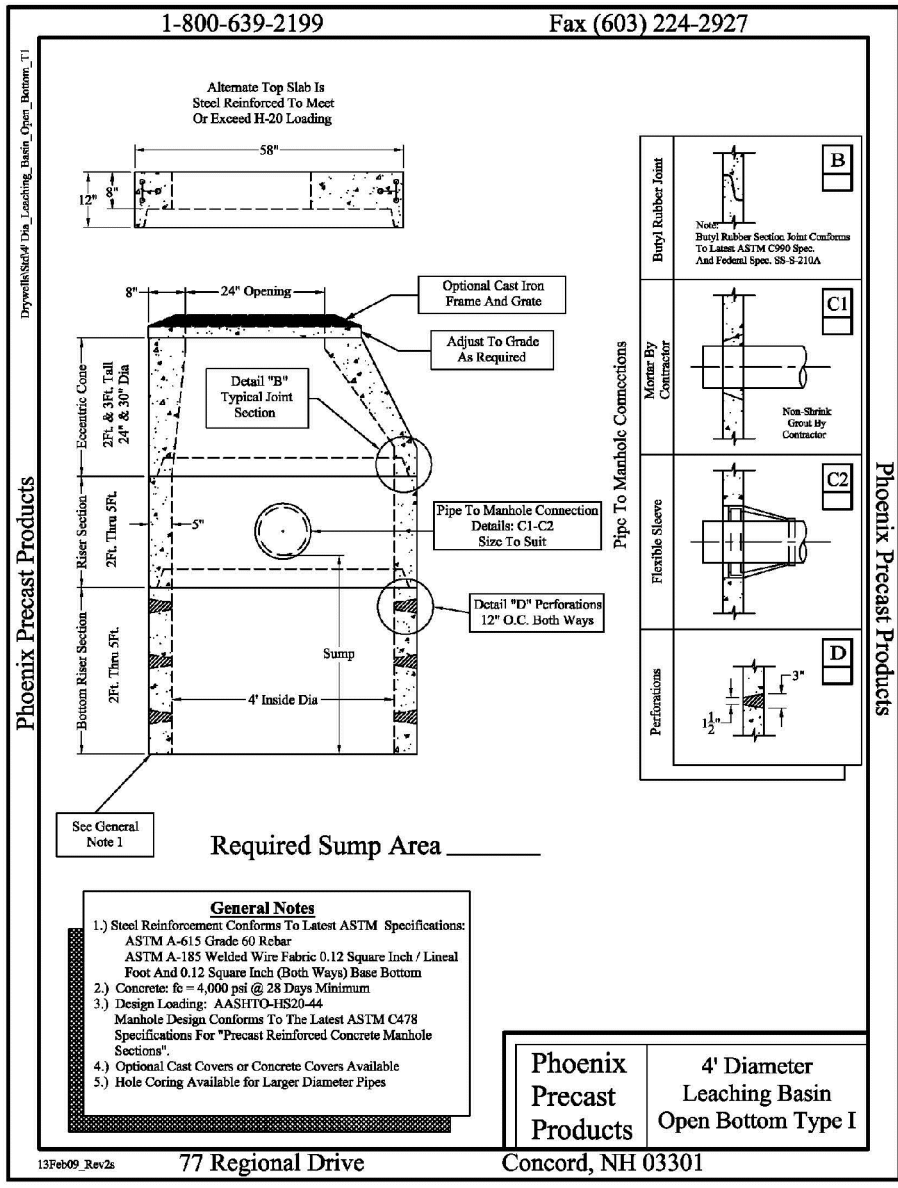 1-800-639-2199
Fax (603) 224-2927
Drywells\Std\4' Dia_Leaching_Basin_Open_Bottom_T1
Phoenix Precast Products
Alternate Top Slab Is
Steel Reinforced To Meet
Or Exceed H-20 Loading
58"
12"
8"
8"
24" Opening
Optional Cast Iron
Frame And Grate
Adjust To Grade
As Required
Detail "B"
Typical Joint
Section
Eccentric Cone
2Ft. & 3Ft. Tall
24" & 30" Dia
Riser Section
2Ft. Thru 5Ft.
5"
Pipe To Manhole Connection
Details: C1-C2
Size To Suit
Detail "D" Perforations
12" O.C. Both Ways
Bottom Riser Section
2Ft. Thru 5Ft.
Sump
4' Inside Dia
See General
Note 1
Required Sump Area
Pipe To Manhole Connections
Butyl Rubber Joint
B
Note:
Butyl Rubber Section Joint Conforms
To Latest ASTM C990 Spec.
And Federal Spec. SS-S-210A
Mortar By
Contractor
C1
Non-Shrink
Grout By
Contractor
Flexible Sleeve
C2
Perforations
D
3"
1 1/2"
Phoenix Precast Products
General Notes
1.) Steel Reinforcement Conforms To Latest ASTM Specifications:
ASTM A-615 Grade 60 Rebar
ASTM A-185 Welded Wire Fabric 0.12 Square Inch / Lineal
Foot And 0.12 Square Inch (Both Ways) Base Bottom
2.) Concrete: fc = 4,000 psi @ 28 Days Minimum
3.) Design Loading: AASHTO-HS20-44
Manhole Design Conforms To The Latest ASTM C478
Specifications For "Precast Reinforced Concrete Manhole
Sections".
4.) Optional Cast Covers or Concrete Covers Available
5.) Hole Coring Available for Larger Diameter Pipes
Phoenix
Precast
Products
4' Diameter
Leaching Basin
Open Bottom Type I
13Feb09_Rev2s
77 Regional Drive
Concord, NH 03301